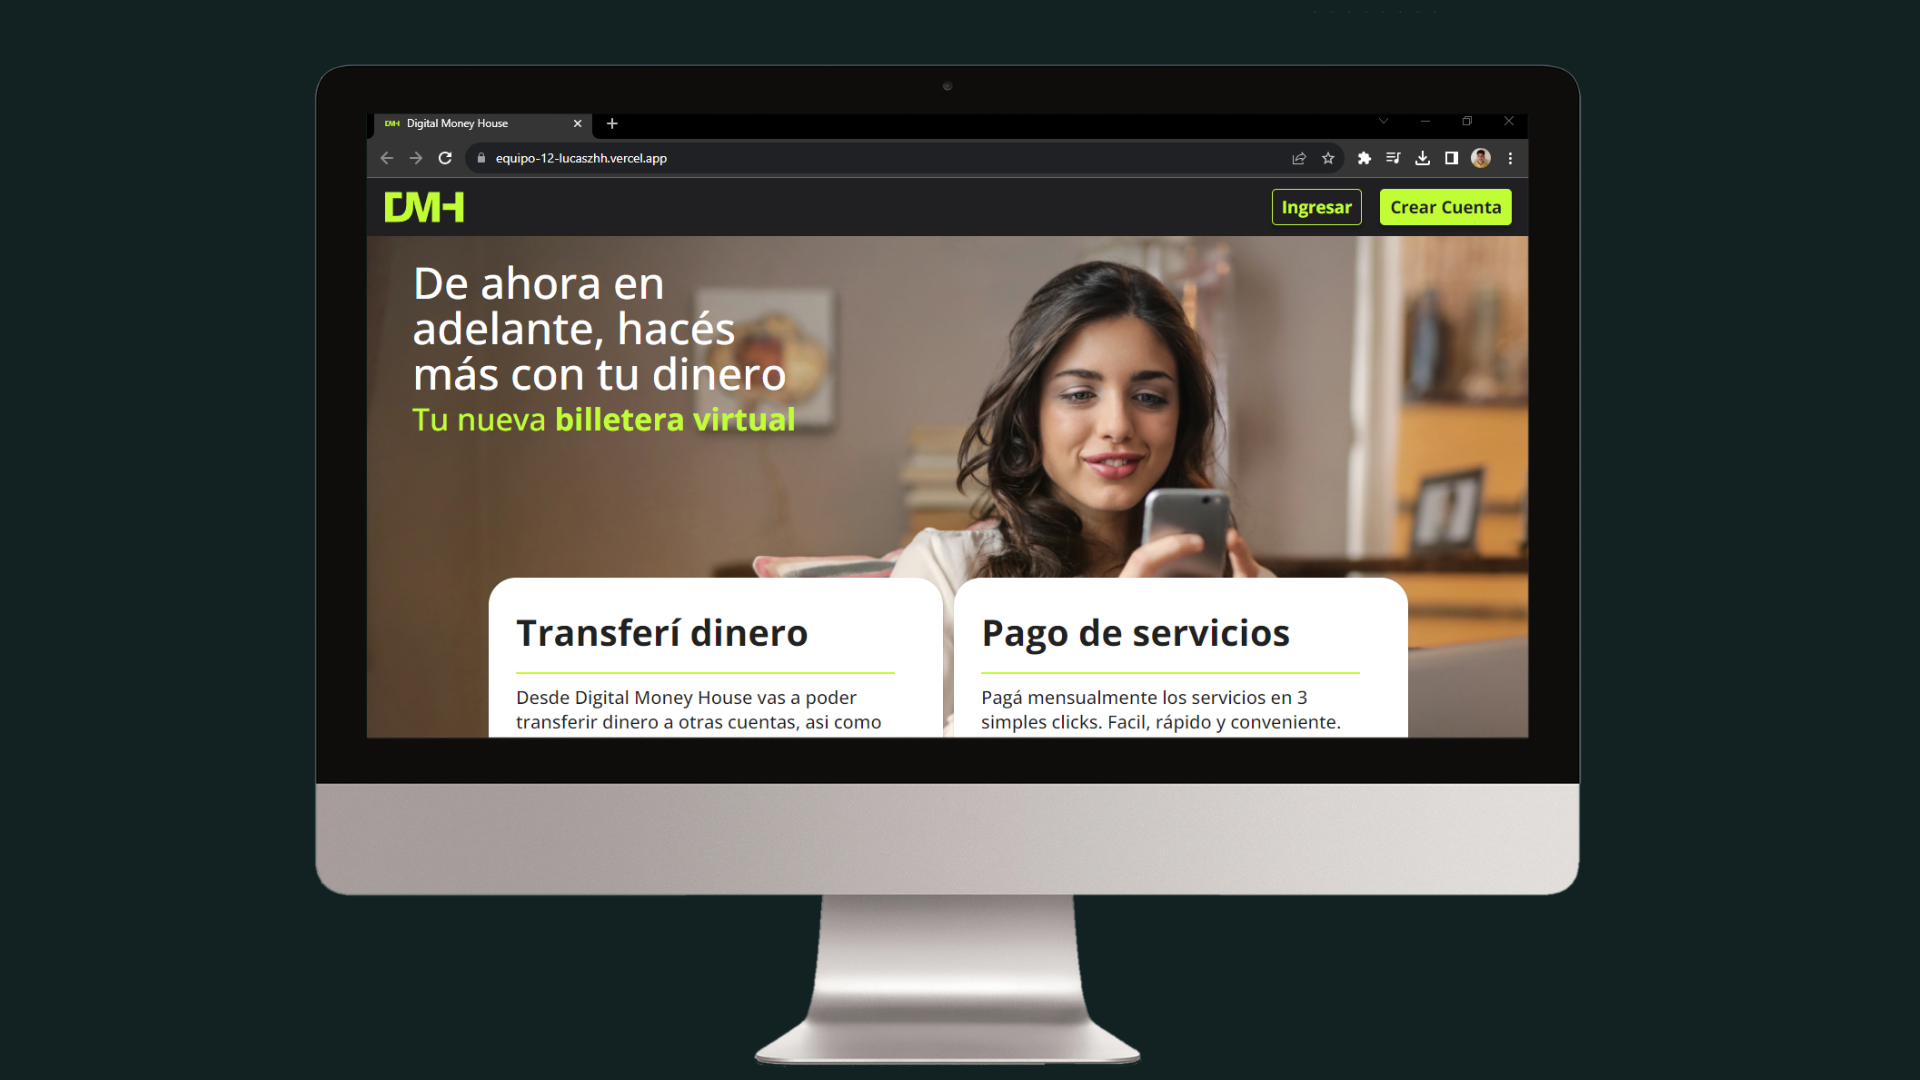 DMH Digital Money House
equipo-12-lucaszhh.vercel.app
DMH
Ingresar
Crear Cuenta
De ahora en
adelante, hacés
más con tu dinero
Tu nueva billetera virtual
Transferí dinero
Desde Digital Money House vas a poder
transferir dinero a otras cuentas, asi como
Pago de servicios
Pagá mensualmente los servicios en 3
simples clicks. Facil, rápido y conveniente.